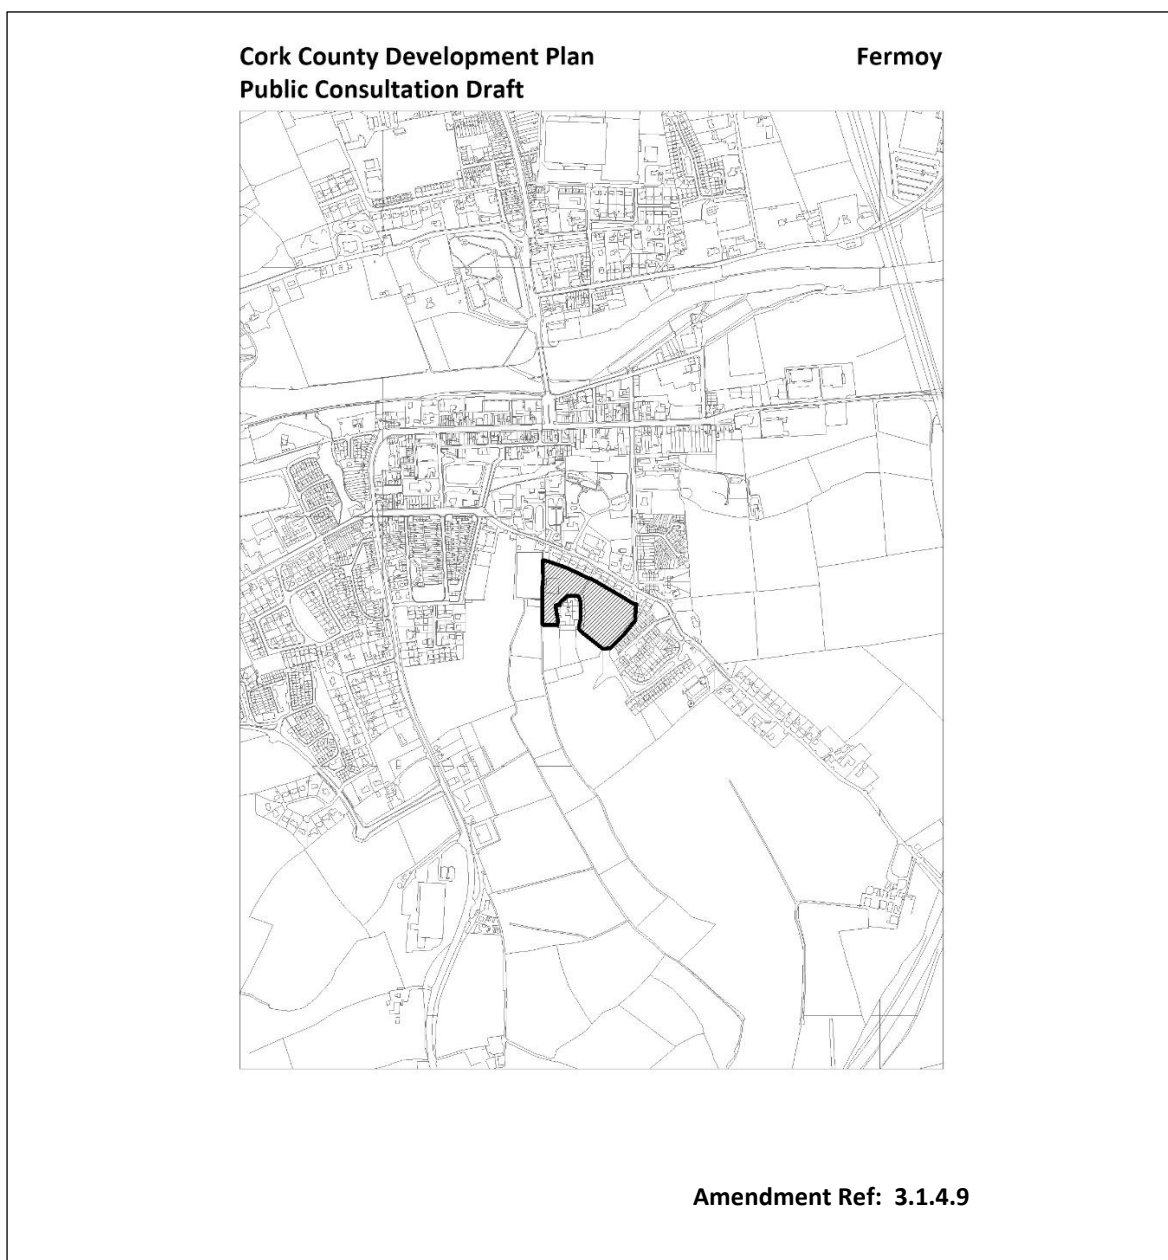 Cork County Development Plan Fermoy
Public Consultation Draft
Amendment Ref: 3.1.4.9